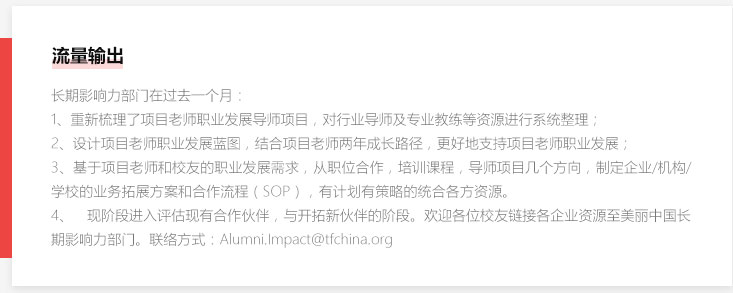 流量输出
长期影响力部门在过去一个月：
1、重新梳理了项目老师职业发展导师项目，对行业导师及专业教练等资源进行系统整理；
2、设计项目老师职业发展蓝图，结合项目老师两年成长路径，更好地支持项目老师职业发展；
3、基于项目老师和校友的职业发展需求，从职位合作，培训课程，导师项目几个方向，制定企业/机构/
学校的业务拓展方案和合作流程（SOP），有计划有策略的统合各方资源。
4、 现阶段进入评估现有合作伙伴，与开拓新伙伴的阶段。欢迎各位校友链接各企业资源至美丽中国长
期影响力部门。联络方式：Alumni.Impact@tfchina.org